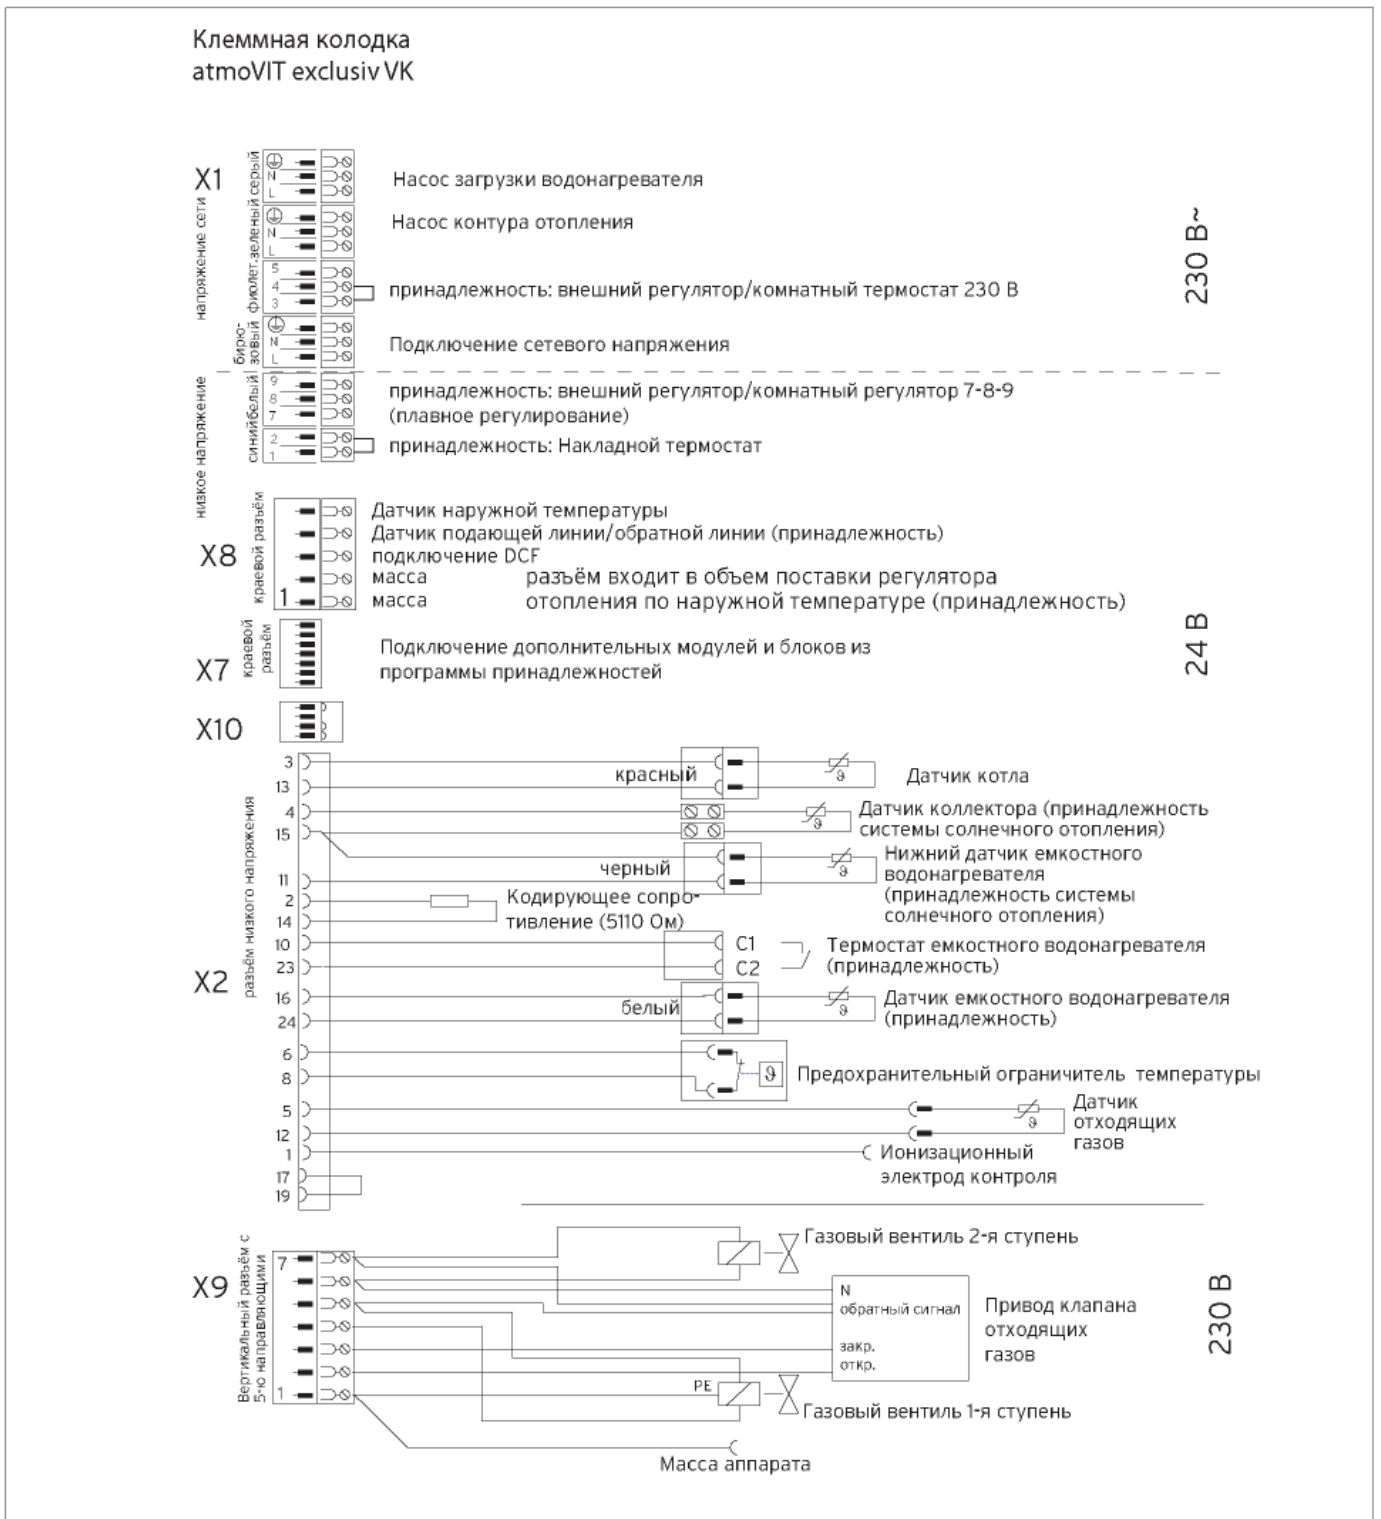 Клеммная колодка
atmoVIT exclusiv VK
X1
напряжение сети
серый
N
L
Насос загрузки водонагревателя
зеленый
N
L
Насос контура отопления
230 В~
фиолет.
5
4
3
принадлежность: внешний регулятор/комнатный термостат 230 В
бирю-
зовый
N
L
Подключение сетевого напряжения
низкое напряжение
белый
9
8
7
принадлежность: внешний регулятор/комнатный регулятор 7-8-9
(плавное регулирование)
синий
2
1
принадлежность: Накладной термостат
X8
краевой разъём
1
Датчик наружной температуры
Датчик подающей линии/обратной линии (принадлежность)
подключение DCF
масса разъём входит в объем поставки регулятора
масса отопления по наружной температуре (принадлежность)
24 В
X7
краевой
разъём
Подключение дополнительных модулей и блоков из
программы принадлежностей
X10
X2
разъём низкого напряжения
3
красный
13
Датчик котла
4
15
Датчик коллектора (принадлежность
системы солнечного отопления)
черный
11
Нижний датчик емкостного
водонагревателя
(принадлежность системы
солнечного отопления)
2
14
Кодирующее сопро-
тивление (5110 Ом)
10
C1
23
C2
Термостат емкостного водонагревателя
(принадлежность)
16
белый
24
Датчик емкостного водонагревателя
(принадлежность)
6
8
ϑ
Предохранительный ограничитель температуры
5
12
Датчик
отходящих
газов
1
Ионизационный
электрод контроля
17
19
X9
Вертикальный разъём с
5-ю направляющими
7
1
Газовый вентиль 2-я ступень
N
обратный сигнал
закр.
откр.
Привод клапана
отходящих
газов
230 В
PE
Газовый вентиль 1-я ступень
Масса аппарата